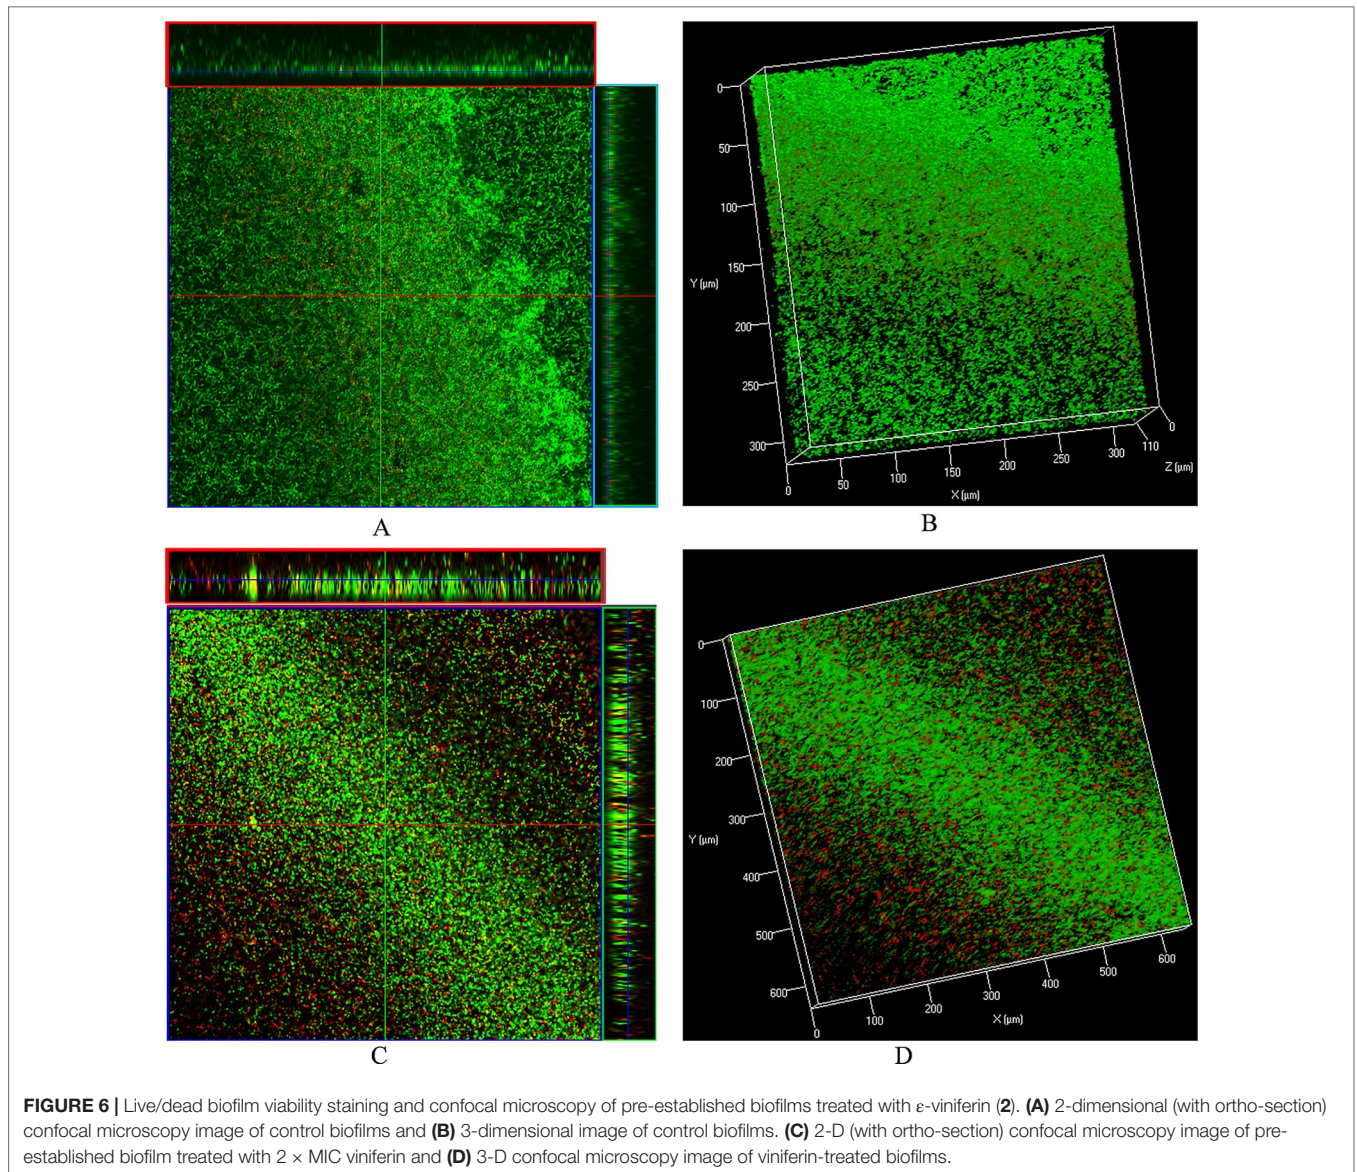 A
0
50
100
150
Y (µm)
200
250
300
0
50
100
150
200
250
300
110
0
X (µm)
Z (µm)
B
C
0
100
200
300
Y (µm)
400
500
600
0
100
200
300
400
500
600
X (µm)
D
FIGURE 6 | Live/dead biofilm viability staining and confocal microscopy of pre-established biofilms treated with ε-viniferin (2). (A) 2-dimensional (with ortho-section)
confocal microscopy image of control biofilms and (B) 3-dimensional image of control biofilms. (C) 2-D (with ortho-section) confocal microscopy image of pre-
established biofilm treated with 2 × MIC viniferin and (D) 3-D confocal microscopy image of viniferin-treated biofilms.